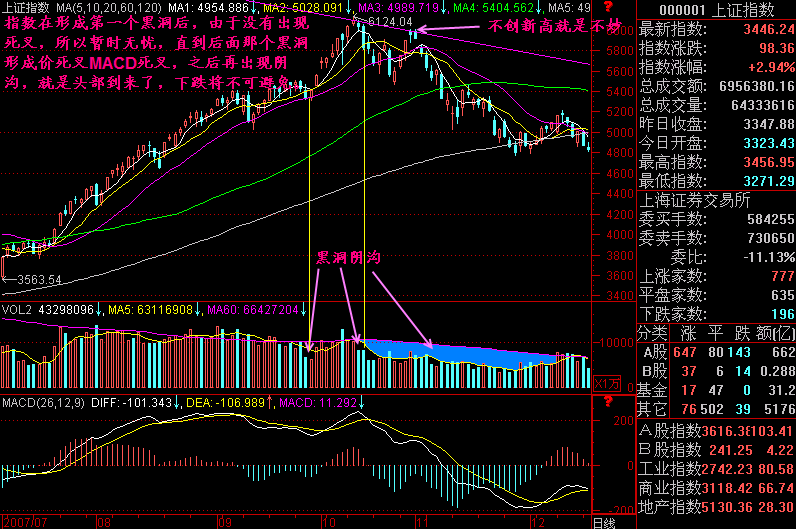 上证指数 MA(5,10,20,60,120) MA1: 4954.886↓, MA2: 5028.091↓, MA3: 4989.719↓, MA4: 5404.562↓, MA5: 49
指数在形成第一个黑洞后，由于没有出现
死叉，所以暂时无忧，直到后面那个黑洞
形成价死叉MACD死叉，之后再出现阴
沟，就是头部到来了，下跌将不可避免
6124.04
不创新高就是不妙
?
6000
5800
5600
5400
5200
5000
4800
4600
4400
4200
4000
3800
3600
3400
←3563.54
黑洞阴沟
VOL2 43298096↓, MA5: 63116908↓, MA60: 66427204↓
10000
0
X1万
MACD(26,12,9) DIFF: -101.343↓, DEA: -106.989↑, MACD: 11.292↓
?
200
0
-200
2007/07 08 09 10 11 12 日线
000001 上证指数
最新指数: 3446.24
指数涨跌: 98.36
指数涨幅: +2.94%
总成交额: 6956380.16
总成交量: 64333616
昨日收盘: 3347.88
今日开盘: 3323.43
最高指数: 3456.95
最低指数: 3271.29
上海证券交易所
委买手数: 584255
委卖手数: 730650
委比: -11.13%
上涨家数: 777
平盘家数: 635
下跌家数: 196
分类 涨 平 跌 额(亿)
A股 647 80 143 662
B股 37 6 14 0.288
基金 17 47 0 31.2
其它 76 502 39 5176
A股指数 3616.38 103.41
B股指数 241.25 4.22
工业指数 2742.23 80.58
商业指数 3118.42 66.74
地产指数 5130.36 28.30